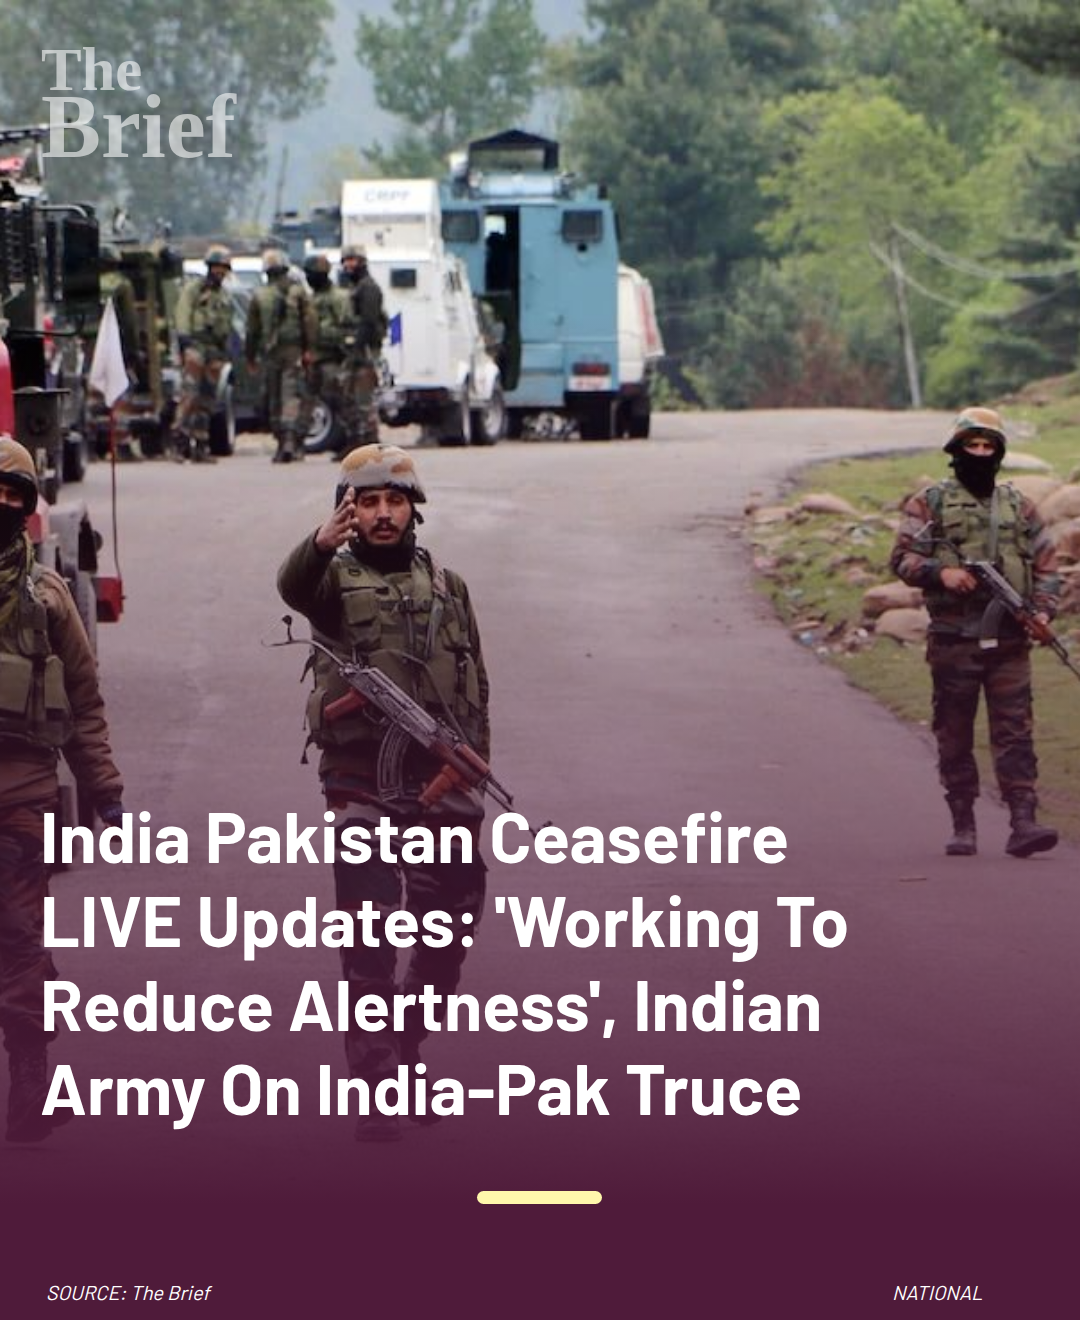 The
Brief
CRPF
India Pakistan Ceasefire
LIVE Updates: 'Working To
Reduce Alertness', Indian
Army On India-Pak Truce
SOURCE: The Brief
NATIONAL